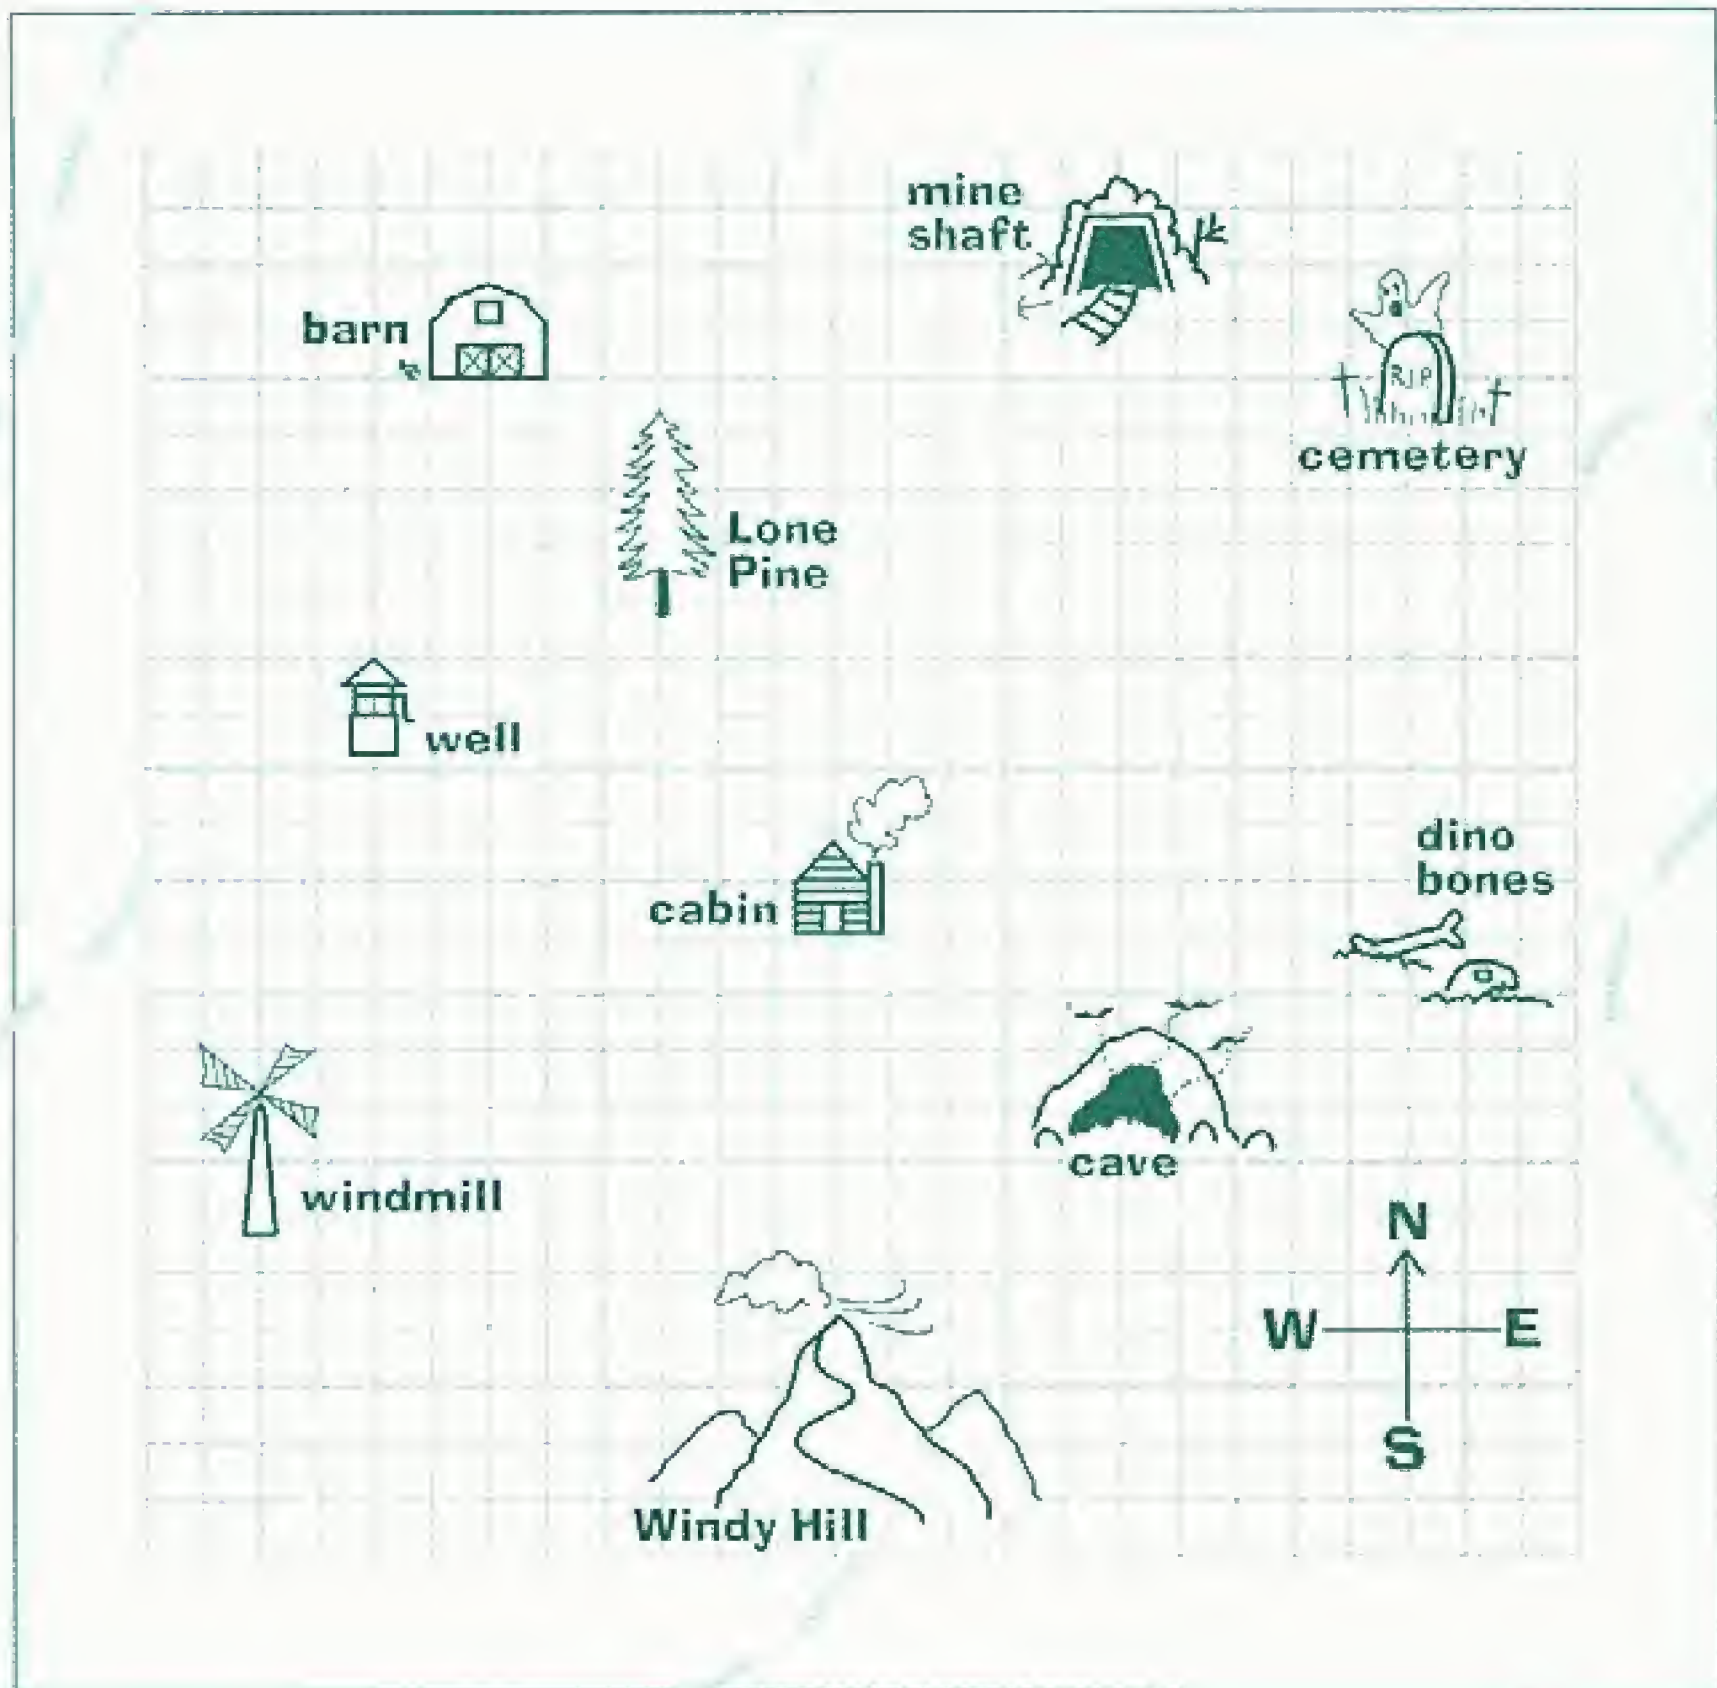 mine
shaft
barn
R.I.P
cemetery
Lone
Pine
well
dino
bones
cabin
cave
windmill
N
W E
S
Windy Hill